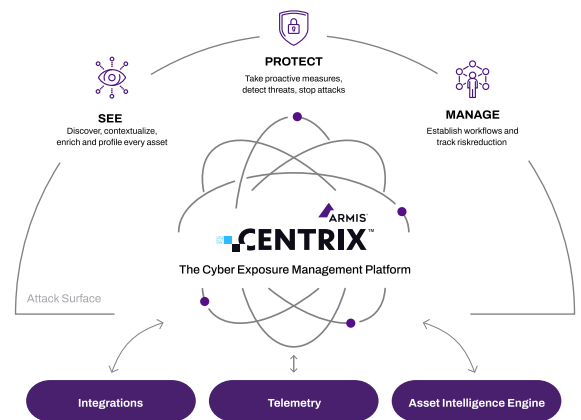 PROTECT
Take proactive measures,
detect threats, stop attacks
SEE
Discover, contextualize,
enrich and profile every asset
MANAGE
Establish workflows and
track riskreduction
ARMIS
CENTRIX™
The Cyber Exposure Management Platform
Attack Surface
Integrations
Telemetry
Asset Intelligence Engine